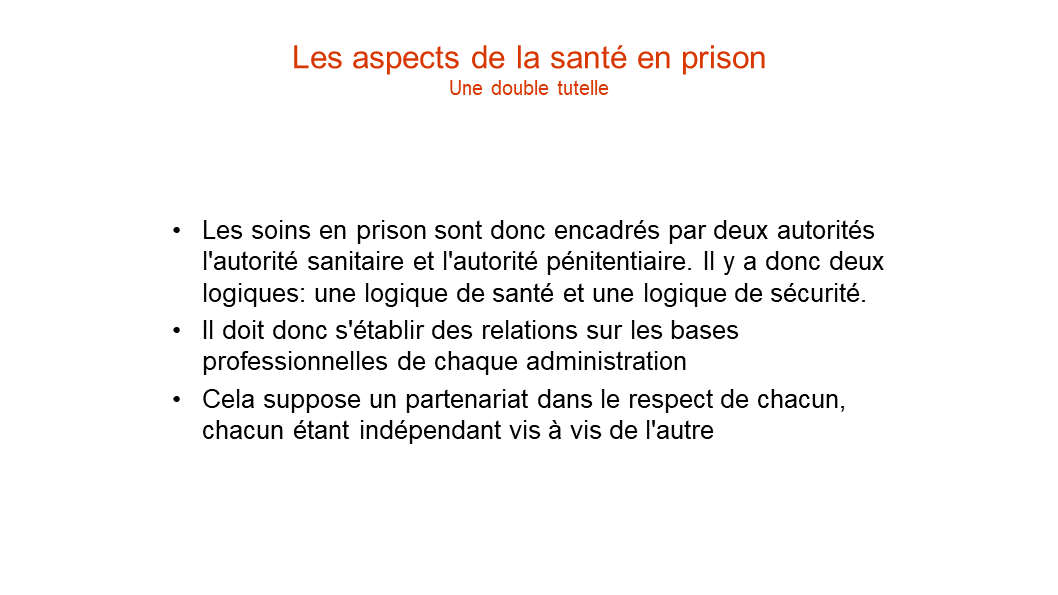 Les aspects de la santé en prison
Une double tutelle
• Les soins en prison sont donc encadrés par deux autorités
l'autorité sanitaire et l'autorité pénitentiaire. Il y a donc deux
logiques: une logique de santé et une logique de sécurité.
• Il doit donc s'établir des relations sur les bases
professionnelles de chaque administration
• Cela suppose un partenariat dans le respect de chacun,
chacun étant indépendant vis à vis de l'autre